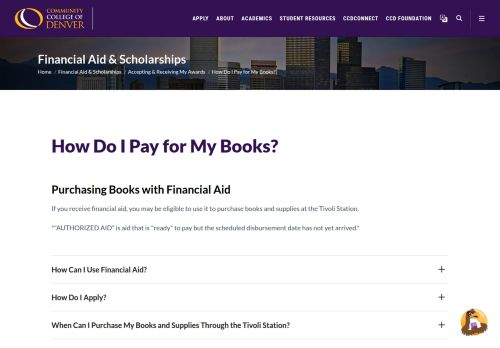 COMMUNITY
COLLEGE OF
DENVER
APPLY ABOUT ACADEMICS STUDENT RESOURCES CCDCONNECT CCD FOUNDATION
Financial Aid & Scholarships
Home / Financial Aid & Scholarships / Accepting & Receiving My Awards / How Do I Pay for My Books?
How Do I Pay for My Books?
Purchasing Books with Financial Aid
If you receive financial aid, you may be eligible to use it to purchase books and supplies at the Tivoli Station.
*"AUTHORIZED AID" is aid that is "ready" to pay but the scheduled disbursement date has not yet arrived."
How Can I Use Financial Aid?
How Do I Apply?
When Can I Purchase My Books and Supplies Through the Tivoli Station?